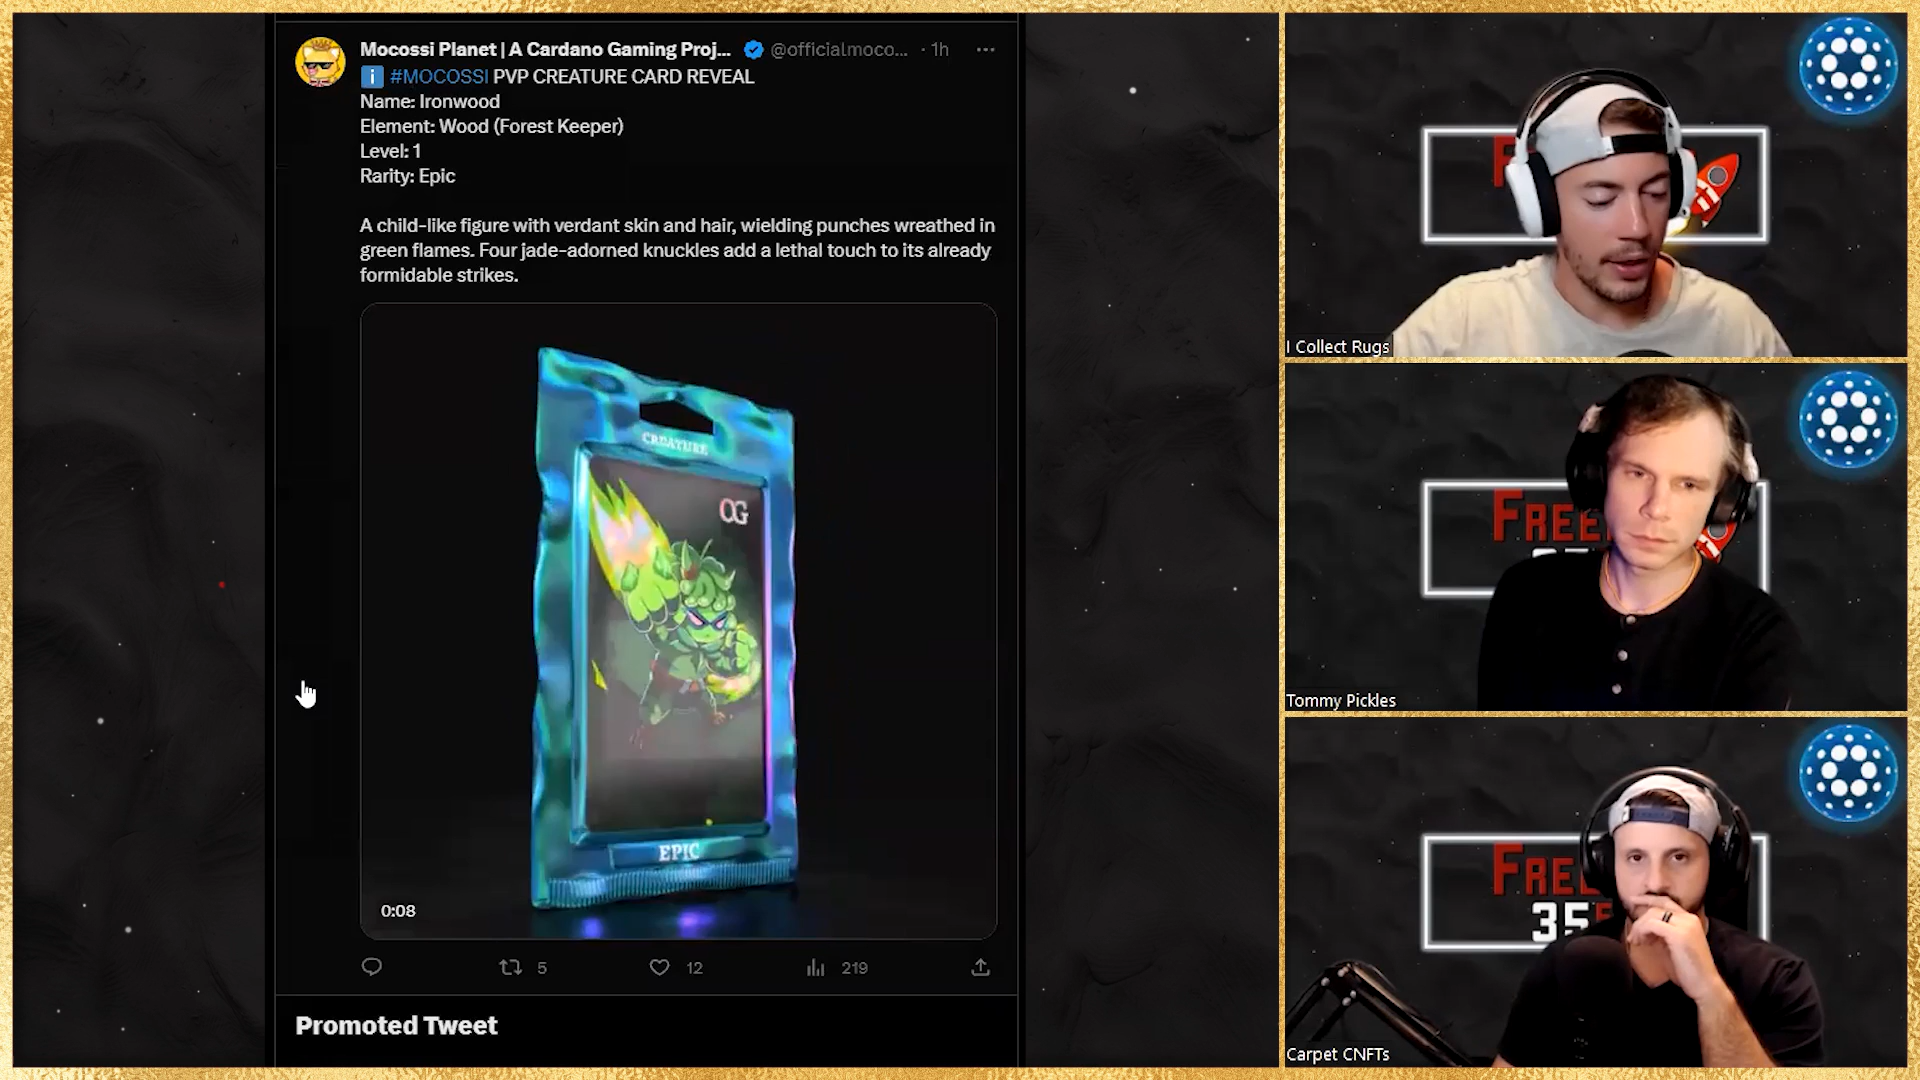 Mocossi Planet | A Cardano Gaming Proj... @officialmoco... · 1h
#MOCOSSI PVP CREATURE CARD REVEAL
Name: Ironwood
Element: Wood (Forest Keeper)
Level: 1
Rarity: Epic
A child-like figure with verdant skin and hair, wielding punches wreathed in
green flames. Four jade-adorned knuckles add a lethal touch to its already
formidable strikes.
CREATURE
OG
EPIC
0:08
5
12
219
Promoted Tweet
F
I Collect Rugs
FREE
Tommy Pickles
FREE
35
Carpet CNFTs